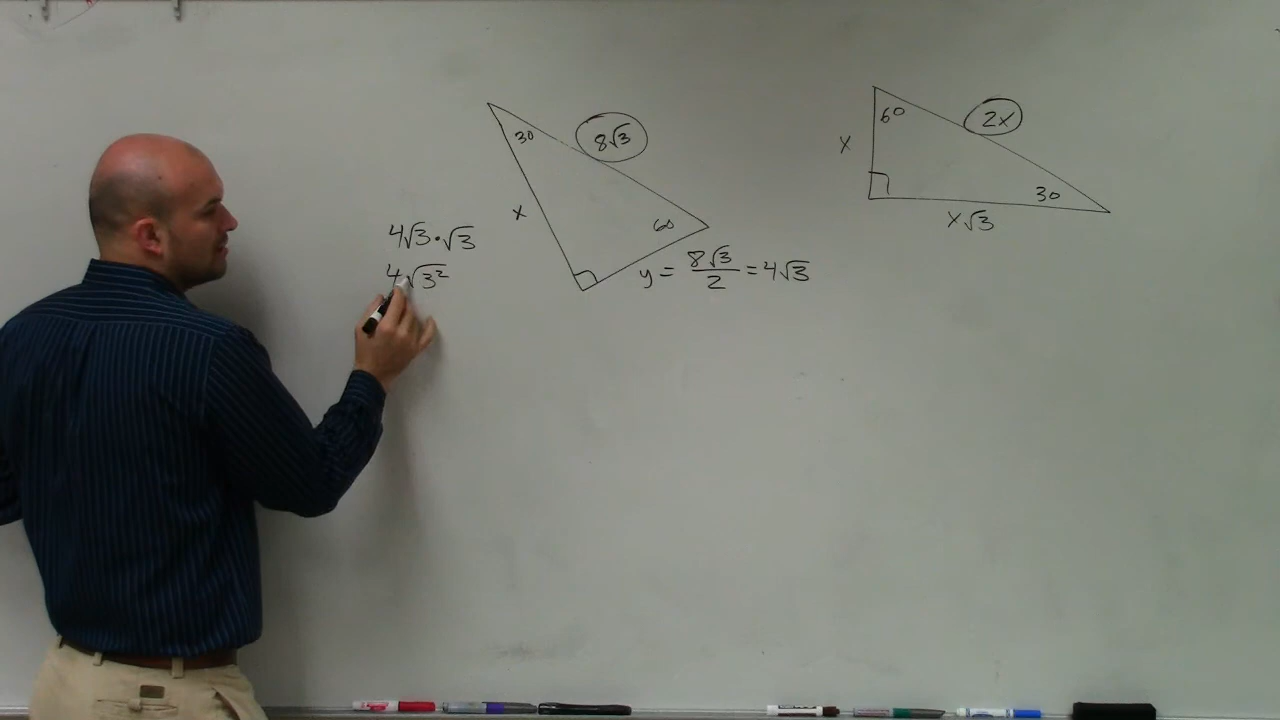 4√3·√3
4√3²
30
8√3
x
60
y = 8√3/2 = 4√3
60
2x
x
30
x√3